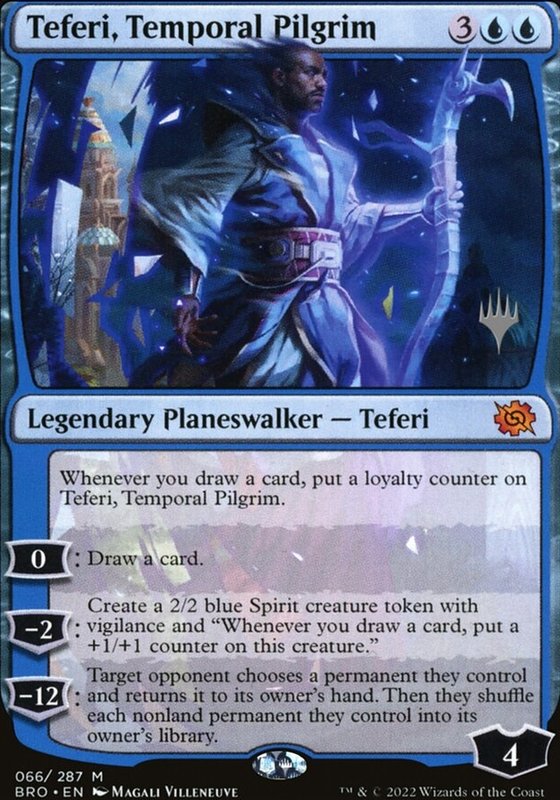 Teferi, Temporal Pilgrim 3
Legendary Planeswalker — Teferi
Whenever you draw a card, put a loyalty counter on
Teferi, Temporal Pilgrim.
0 : Draw a card.
Create a 2/2 blue Spirit creature token with
-2 : vigilance and “Whenever you draw a card, put a
+1/+1 counter on this creature.”
Target opponent chooses a permanent they control
-12 : and returns it to its owner's hand. Then they shuffle
each nonland permanent they control into its
owner's library.
4
066/287 M
BRO • EN MAGALI VILLENEUVE
™ & © 2022 Wizards of the Coast